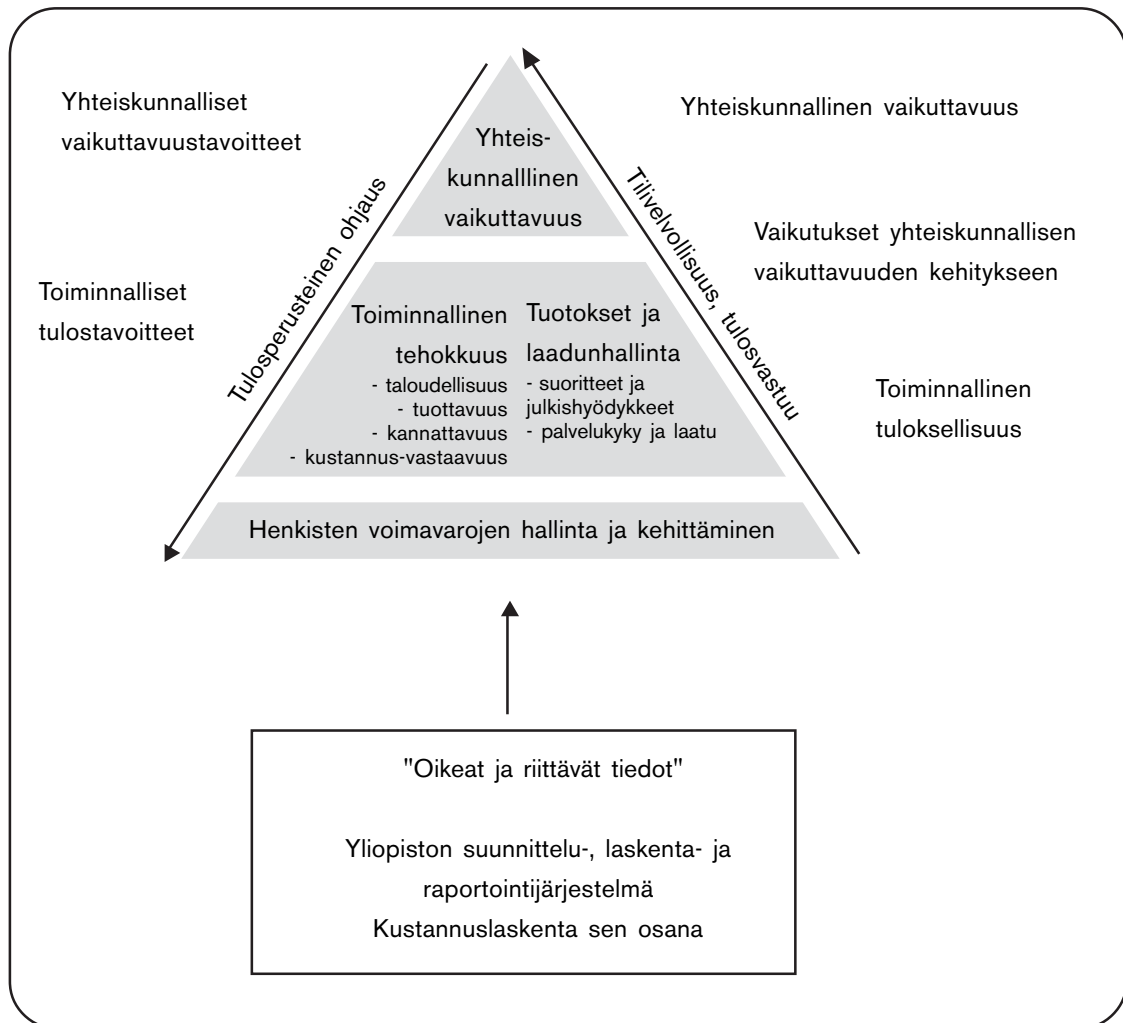 Yhteiskunnalliset
vaikuttavuustavoitteet
Toiminnalliset
tulostavoitteet
Tulosperusteinen ohjaus
Yhteis-
kunnalllinen
vaikuttavuus
Toiminnallinen
tehokkuus
- taloudellisuus
- tuottavuus
- kannattavuus
- kustannus-vastaavuus
Tuotokset ja
laadunhallinta
- suoritteet ja
julkishyödykkeet
- palvelukyky ja laatu
Henkisten voimavarojen hallinta ja kehittäminen
Tilivelvollisuus, tulosvastuu
Yhteiskunnallinen vaikuttavuus
Vaikutukset yhteiskunnallisen
vaikuttavuuden kehitykseen
Toiminnallinen
tuloksellisuus
"Oikeat ja riittävät tiedot"
Yliopiston suunnittelu-, laskenta- ja
raportointijärjestelmä
Kustannuslaskenta sen osana